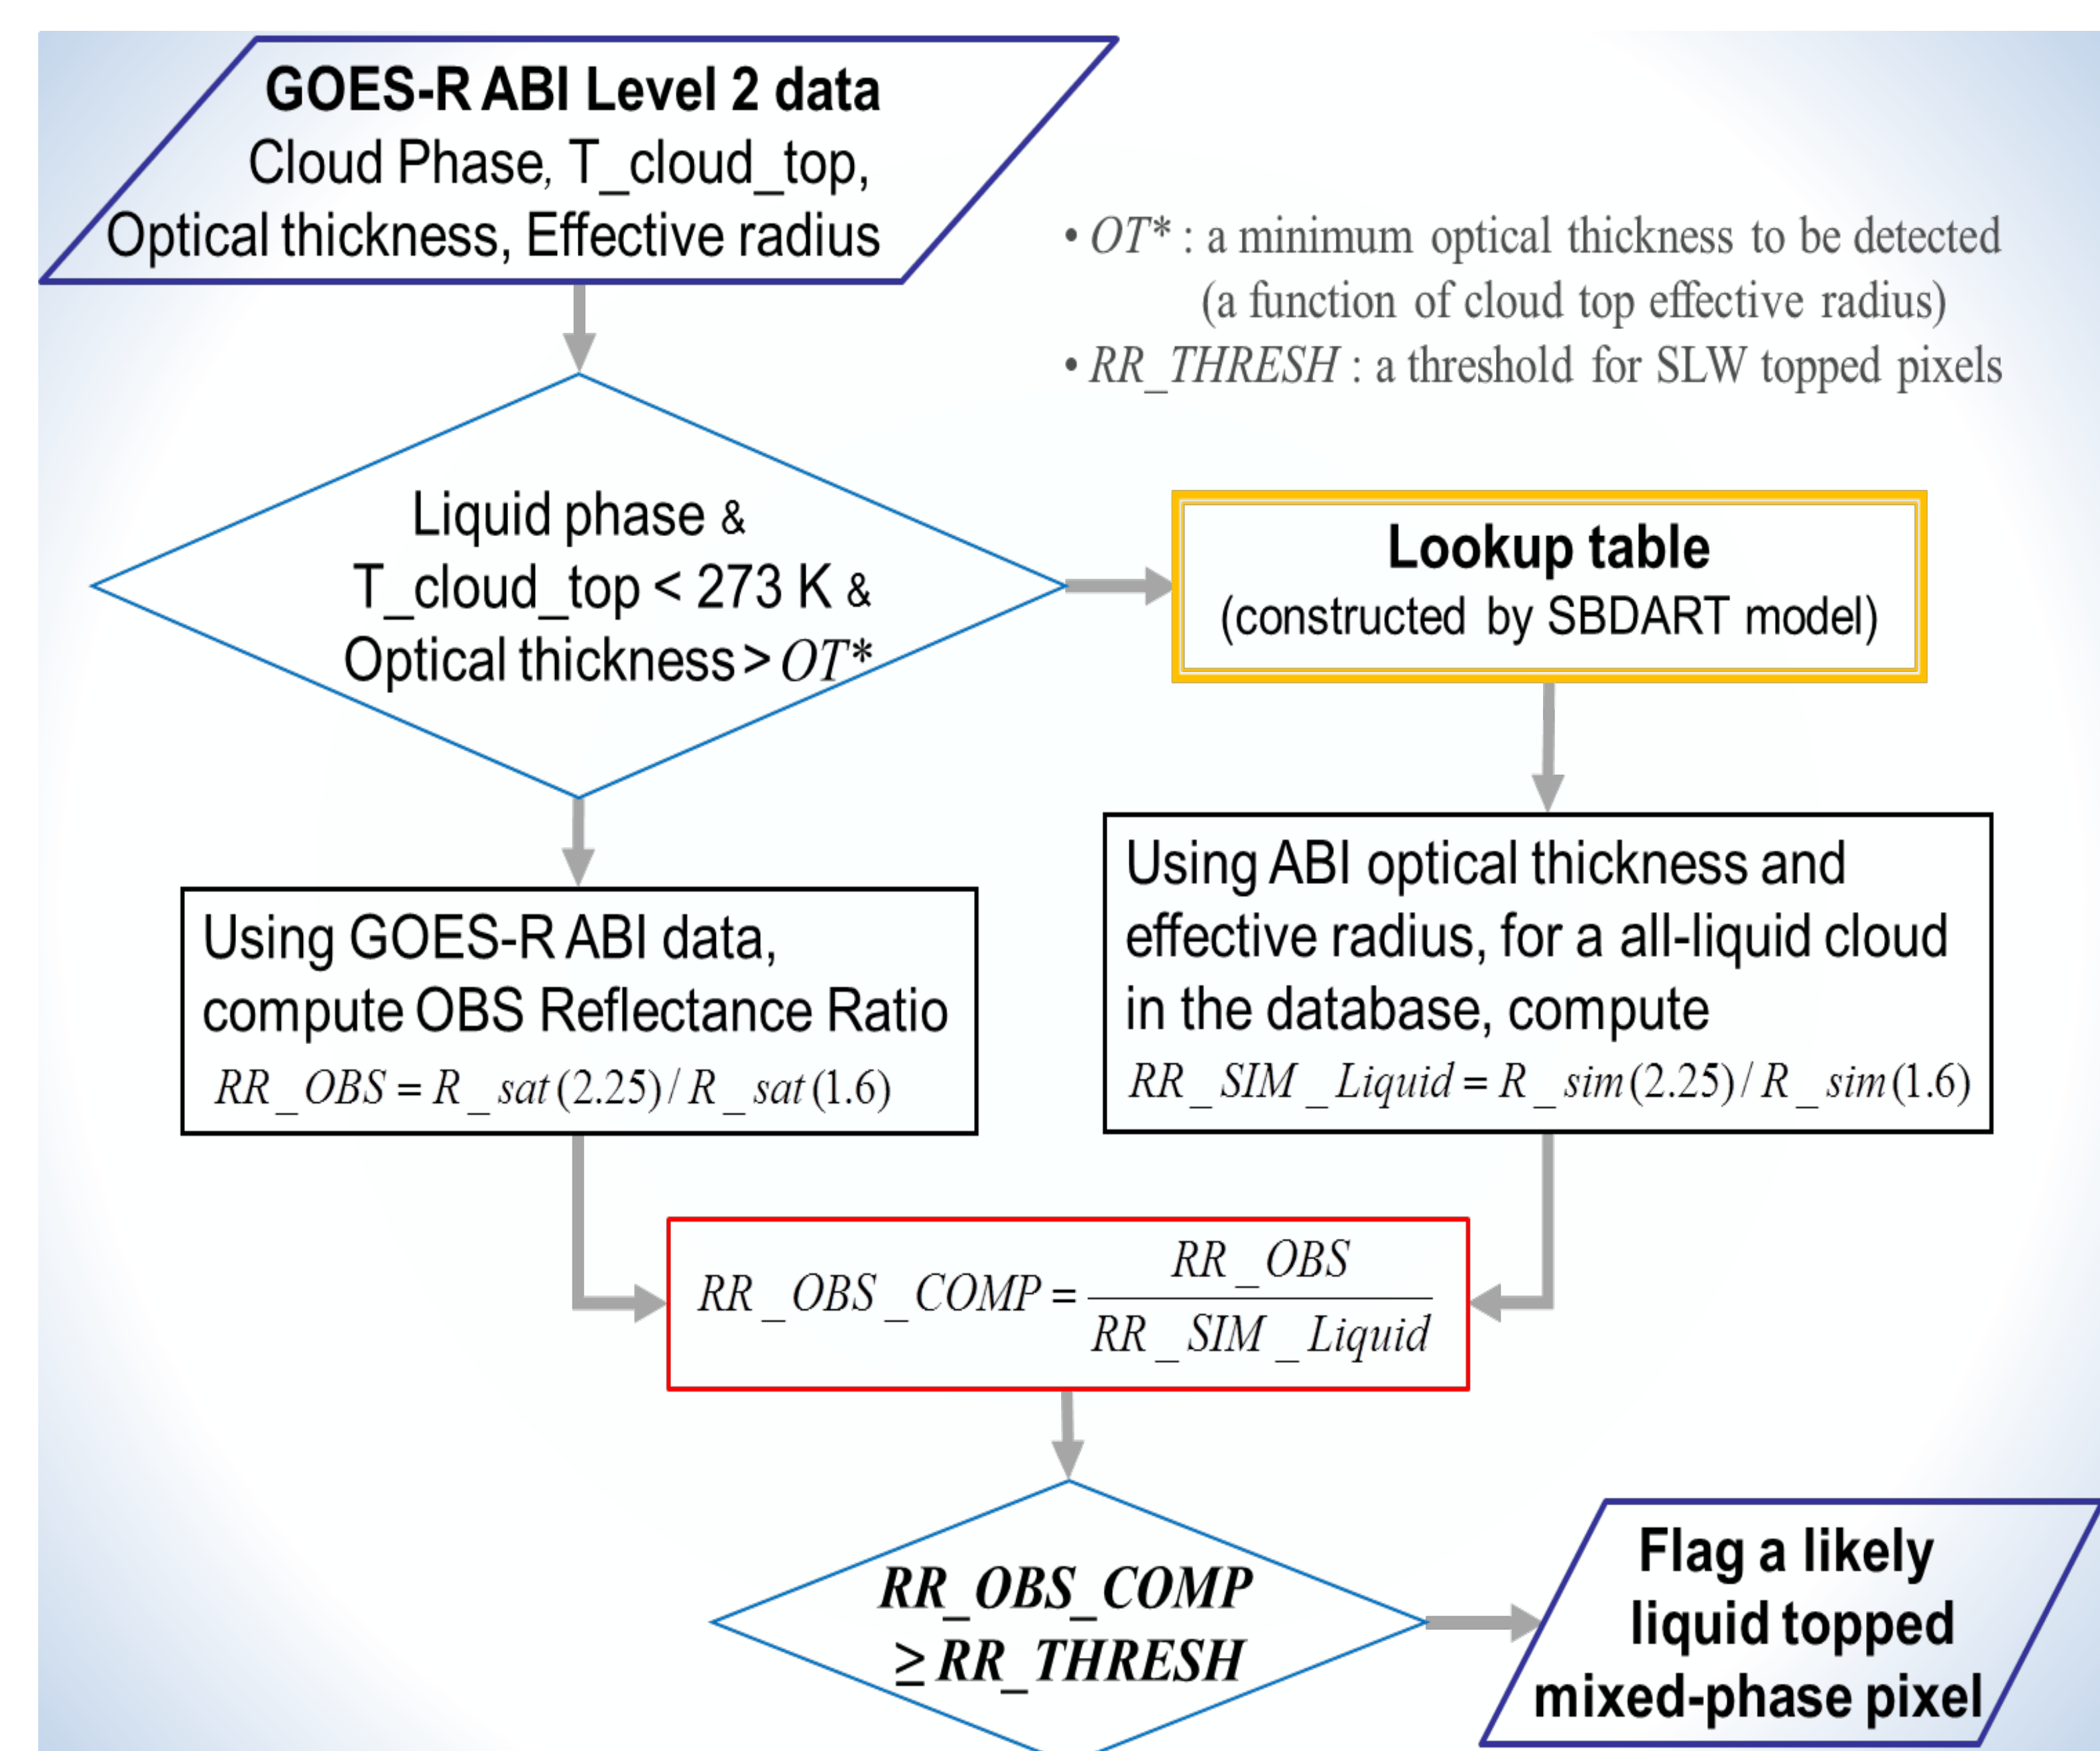 GOES-R ABI Level 2 data
Cloud Phase, T_cloud_top,
Optical thickness, Effective radius
• OT* : a minimum optical thickness to be detected
(a function of cloud top effective radius)
• RR_THRESH : a threshold for SLW topped pixels
Liquid phase &
T_cloud_top < 273 K &
Optical thickness > OT*
Lookup table
(constructed by SBDART model)
Using GOES-R ABI data,
compute OBS Reflectance Ratio
RR_OBS = R_sat(2.25)/R_sat(1.6)
Using ABI optical thickness and
effective radius, for a all-liquid cloud
in the database, compute
RR_SIM_Liquid = R_sim(2.25)/R_sim(1.6)
RR_OBS_COMP = RR_OBS
RR_SIM_Liquid
RR_OBS_COMP
≥ RR_THRESH
Flag a likely
liquid topped
mixed-phase pixel